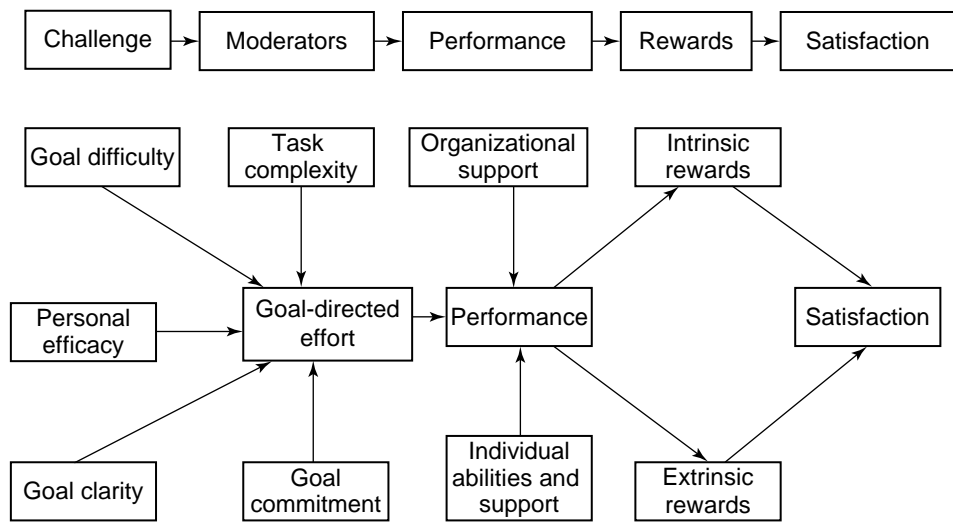 Challenge
Moderators
Performance
Rewards
Satisfaction
Goal difficulty
Task
complexity
Organizational
support
Intrinsic
rewards
Personal
efficacy
Goal-directed
effort
Performance
Satisfaction
Goal clarity
Goal
commitment
Individual
abilities and
support
Extrinsic
rewards